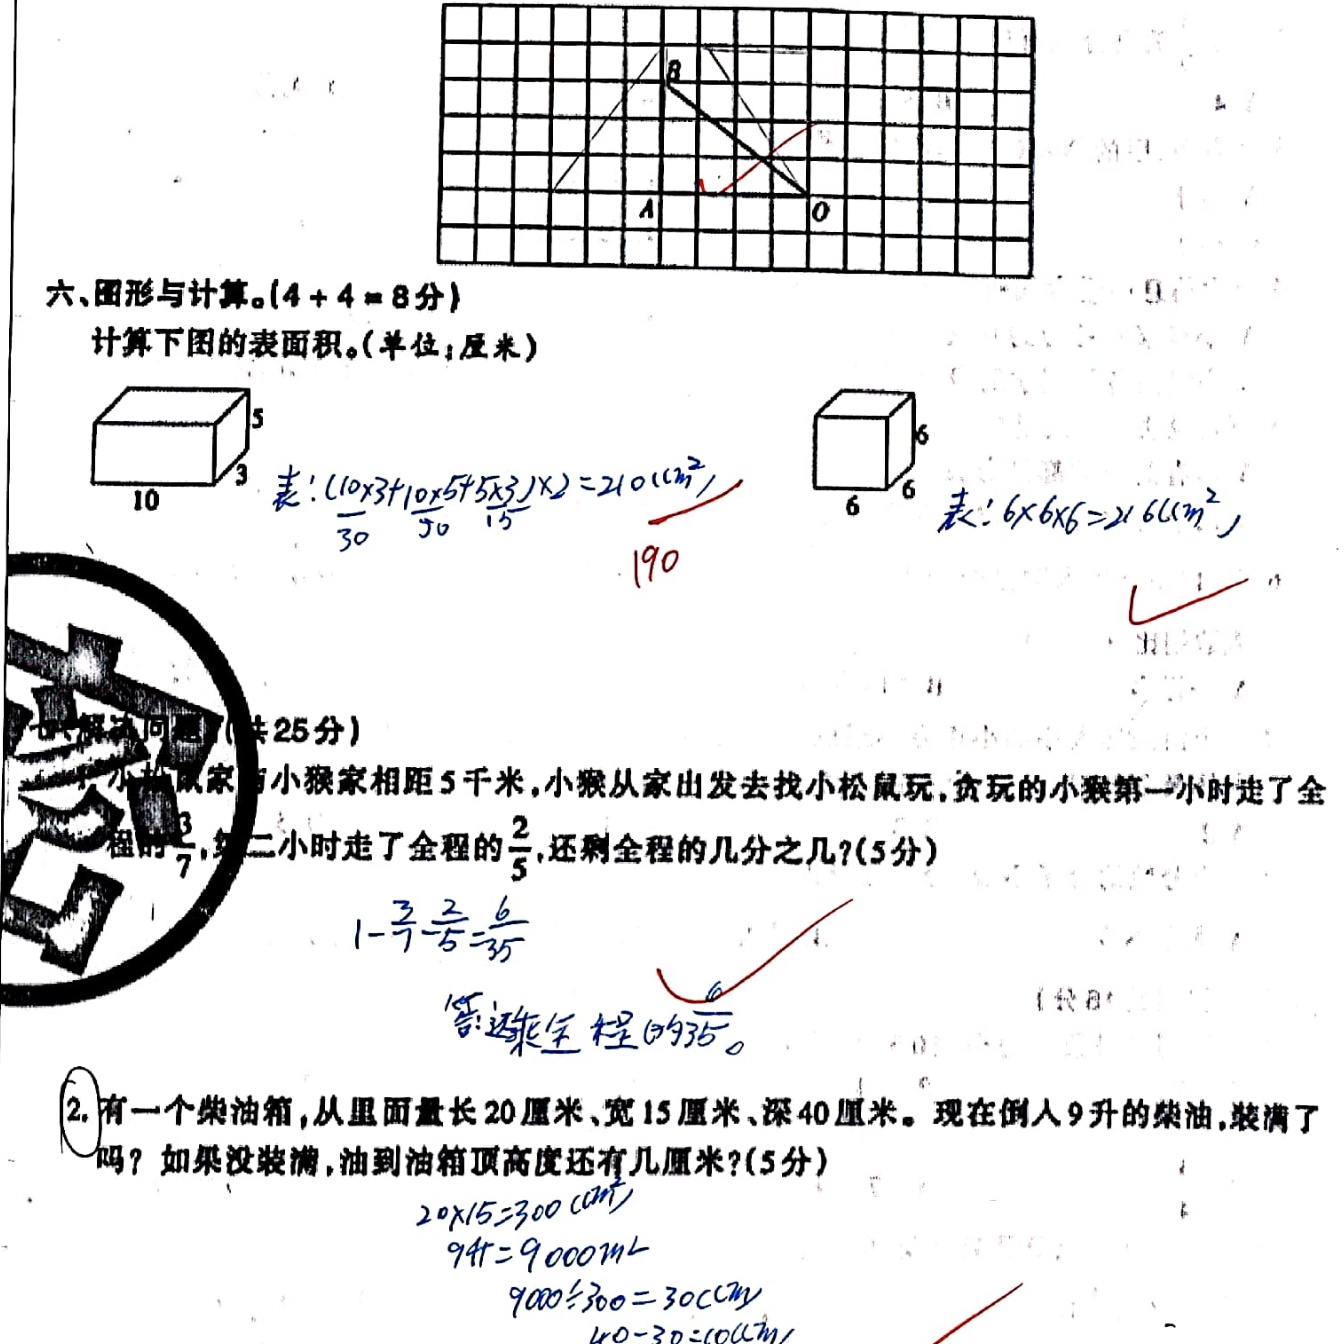 B
A
O
六、图形与计算。(4+4=8分)
计算下图的表面积。(单位:厘米)
5
3
10
表:(10×3+10×5+5×3)×2=210(cm²)
30 50 15
190
6
6
6
表:6×6×6=216(cm²)
解决问题(共25分)
小松鼠家与小猴家相距5千米,小猴从家出发去找小松鼠玩,贪玩的小猴第一小时走了全
程的3/7,第二小时走了全程的2/5,还剩全程的几分之几?(5分)
1-3/7-2/5=6/35
答:还乘全程的6/35。
2.有一个柴油箱,从里面量长20厘米、宽15厘米、深40厘米。现在倒入9升的柴油,装满了
吗?如果没装满,油到油箱顶高度还有几厘米?(5分)
20×15=300(cm²)
9升=9000mL
9000÷300=30(cm)
40-30=10(cm)